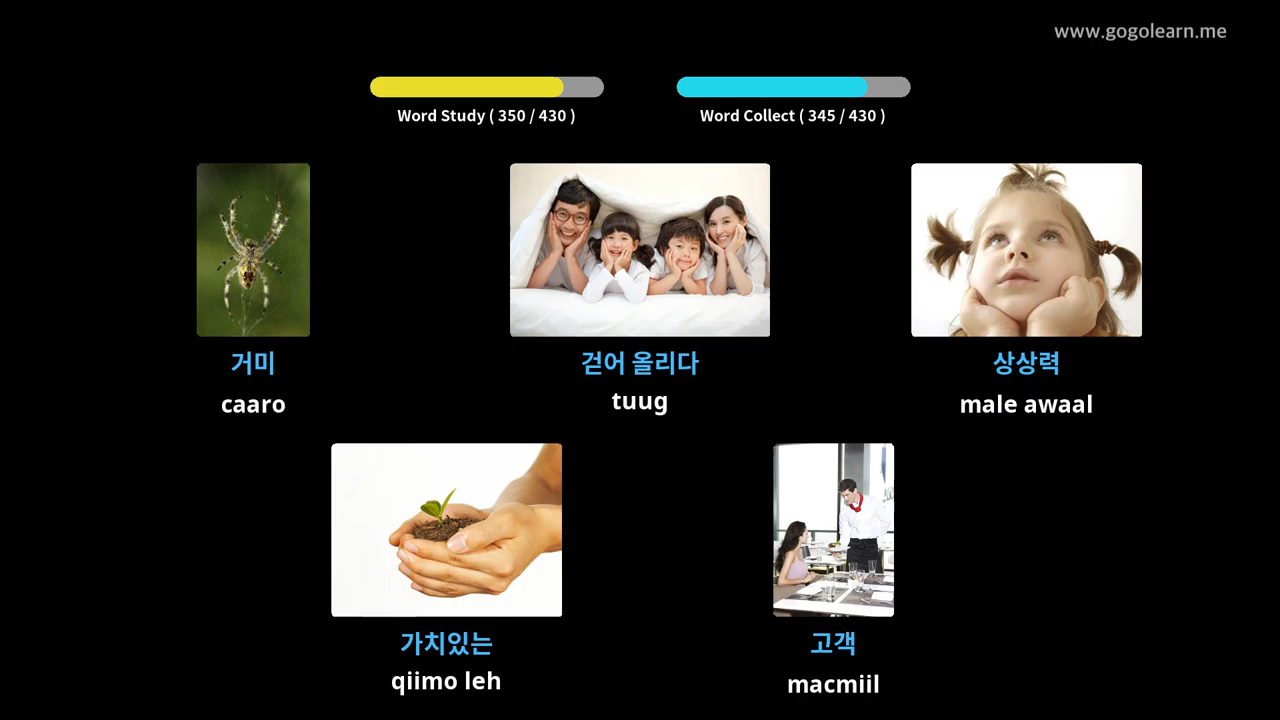 www.gogolearn.me
Word Study ( 350 / 430 )
Word Collect ( 345 / 430 )
거미
걷어 올리다
상상력
caaro
tuug
male awaal
가치있는
고객
qiimo leh
macmiil